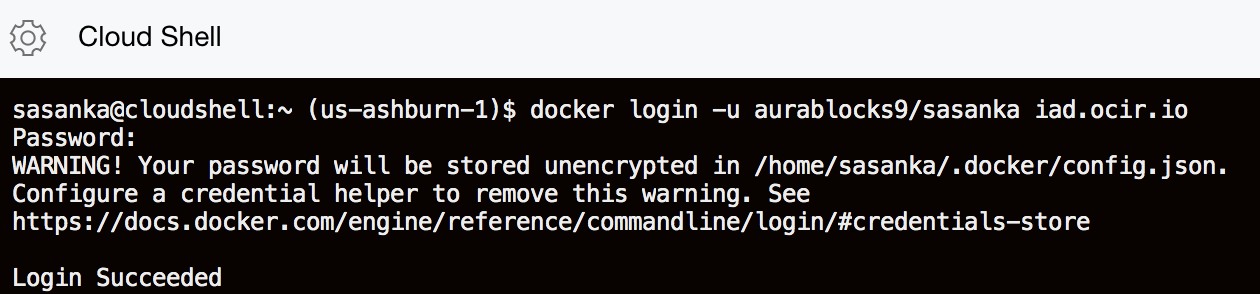 Cloud Shell
sasanka@cloudshell:~ (us-ashburn-1)$ docker login -u aurablocks9/sasanka iad.ocir.io
Password:
WARNING! Your password will be stored unencrypted in /home/sasanka/.docker/config.json.
Configure a credential helper to remove this warning. See
https://docs.docker.com/engine/reference/commandline/login/#credentials-store
Login Succeeded